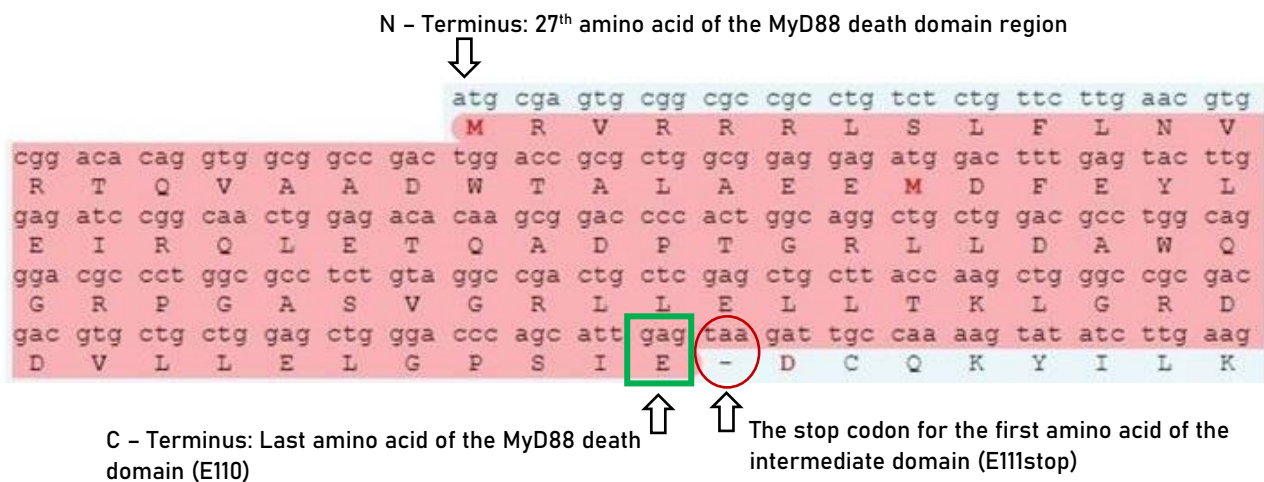 N – Terminus: 27th amino acid of the MyD88 death domain region
atg cga gtg cgg cgc cgc ctg tct ctg ttc ttg aac gtg
M R V R R R L S L F L N V
cgg aca cag gtg gcg gcc gac tgg acc gcg ctg gcg gag gag atg gac ttt gag tac ttg
R T Q V A A D W T A L A E E M D F E Y L
gag atc cgg caa ctg gag aca caa gcg gac ccc act ggc agg ctg ctg gac gcc tgg cag
E I R Q L E T Q A D P T G R L L D A W Q
gga cgc cct ggc gcc tct gta ggc cga ctg ctc gag ctg ctt acc aag ctg ggc cgc gac
G R P G A S V G R L L E L L T K L G R D
gac gtg ctg ctg gag ctg gga ccc agc att gag taa gat tgc caa aag tat atc ttg aag
D V L L E L G P S I E – D C Q K Y I L K
C – Terminus: Last amino acid of the MyD88 death
domain (E110)
The stop codon for the first amino acid of the
intermediate domain (E111stop)